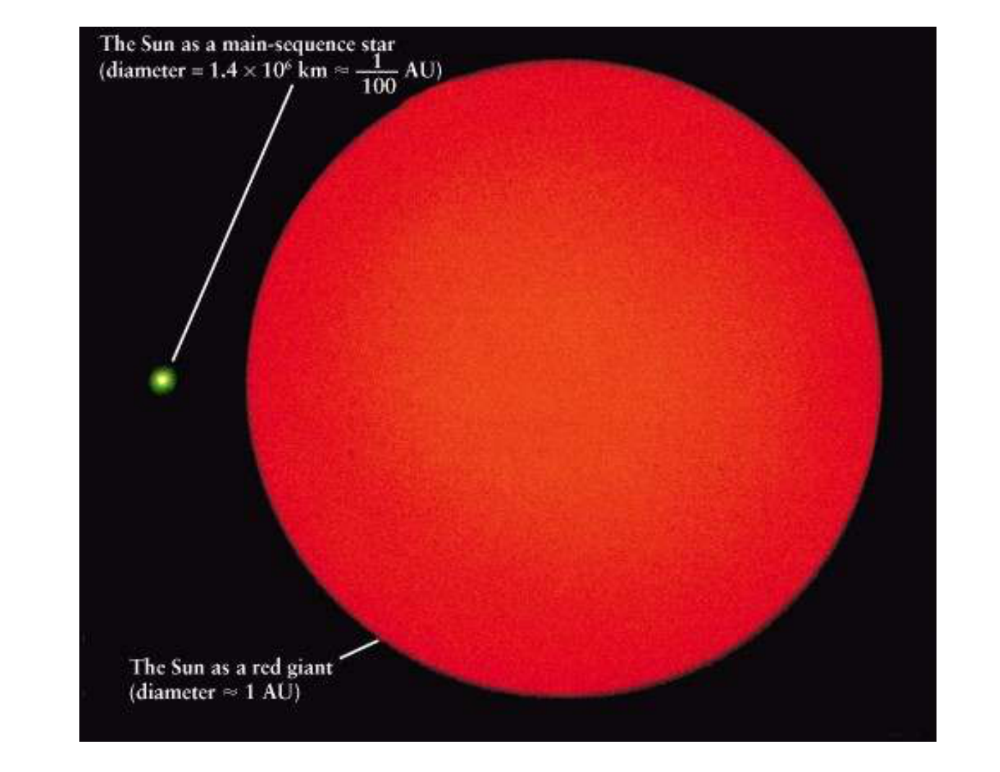 The Sun as a main-sequence star
(diameter = 1.4 × 10⁶ km ≈ 1/100 AU)
The Sun as a red giant
(diameter ≈ 1 AU)